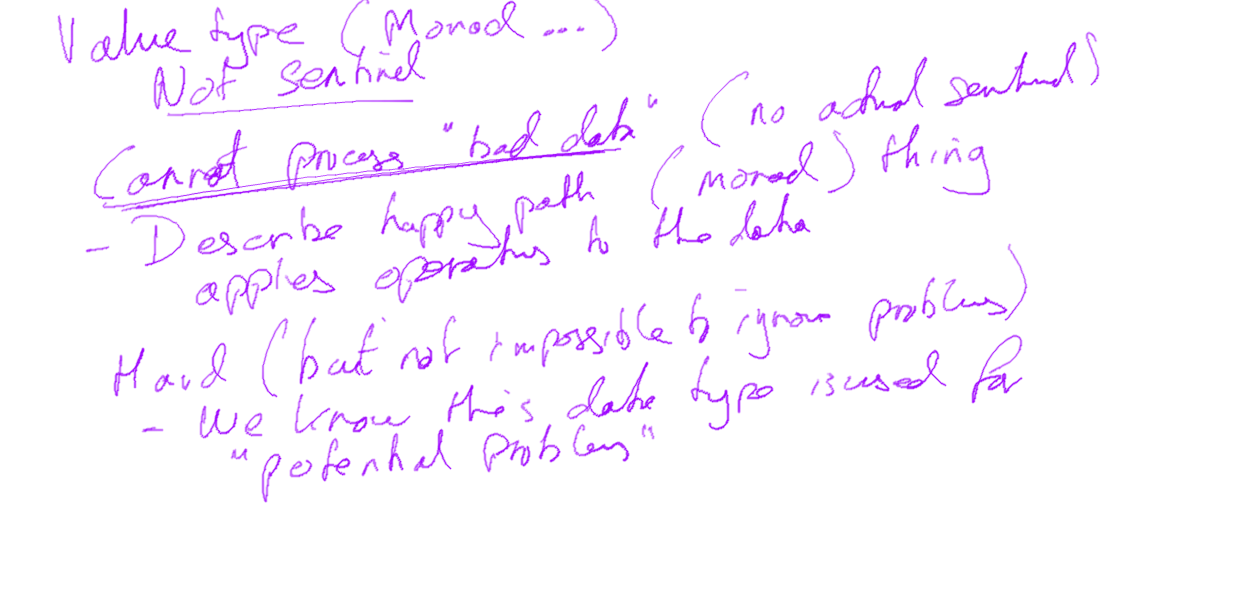 Value type (Monad ...)
Not sentinel
Cannot process "bad data" (no actual sentinel)
- Describe happy path (monad) thing
applies operations to the data
Hard (but not impossible to ignore problems)
- We know this data type is used for
"potential problems"